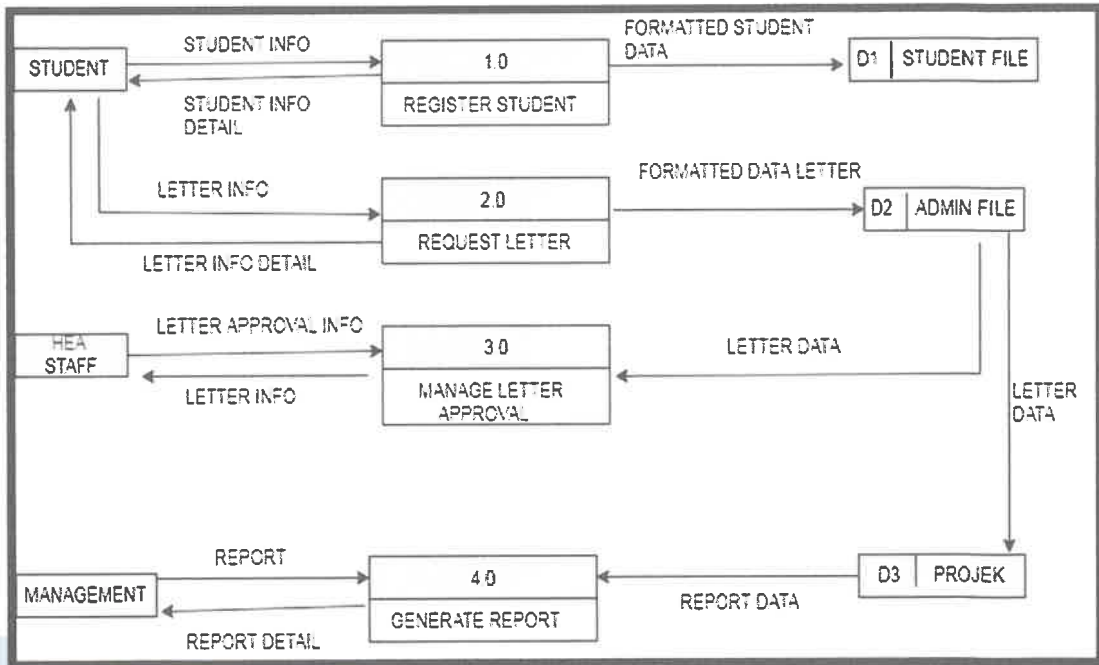 STUDENT INFO
FORMATTED STUDENT
DATA
STUDENT
1.0
D1 STUDENT FILE
REGISTER STUDENT
STUDENT INFO
DETAIL
LETTER INFO
FORMATTED DATA LETTER
2.0
D2 ADMIN FILE
REQUEST LETTER
LETTER INFO DETAIL
LETTER APPROVAL INFO
HEA
STAFF
3.0
LETTER DATA
MANAGE LETTER
APPROVAL
LETTER INFO
LETTER
DATA
REPORT
MANAGEMENT
4.0
D3 PROJEK
GENERATE REPORT
REPORT DATA
REPORT DETAIL